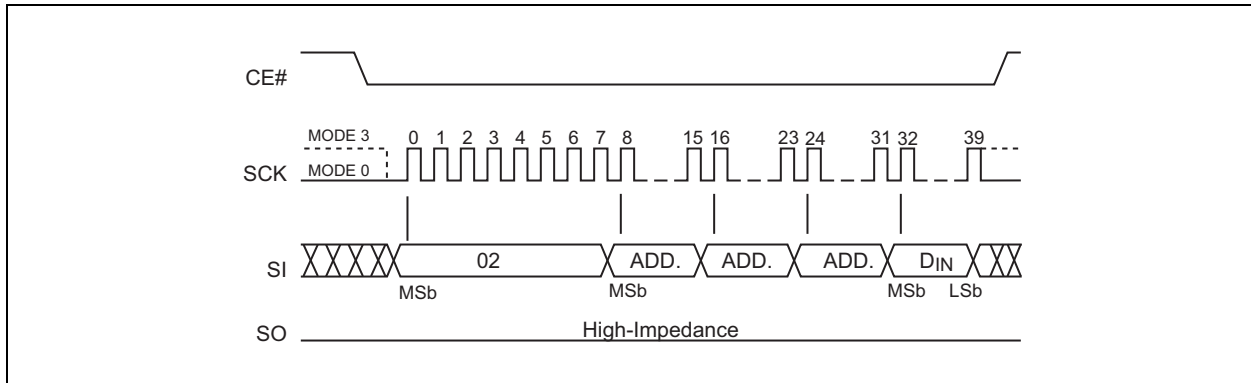 CE#
MODE 3
0 1 2 3 4 5 6 7 8 15 16 23 24 31 32 39
SCK
MODE 0
SI
02 ADD. ADD. ADD. DIN
MSb MSb MSb LSb
SO
High-Impedance